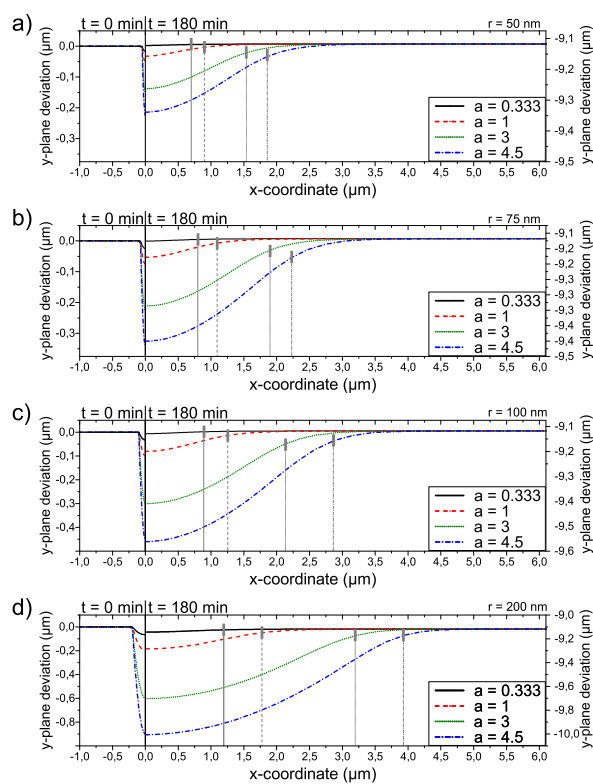 a)
t = 0 min t = 180 min r = 50 nm
y-plane deviation (µm)
0,0
-0,1
-0,2
-0,3
-9,1
-9,2
-9,3
-9,4
-9,5
y-plane deviation (µm)
a = 0.333
a = 1
a = 3
a = 4.5
-1,0 -0,5 0,0 0,5 1,0 1,5 2,0 2,5 3,0 3,5 4,0 4,5 5,0 5,5 6,0
x-coordinate (µm)
b)
t = 0 min t = 180 min r = 75 nm
y-plane deviation (µm)
0,0
-0,1
-0,2
-0,3
-9,1
-9,2
-9,2
-9,3
-9,3
-9,4
-9,4
-9,5
y-plane deviation (µm)
a = 0.333
a = 1
a = 3
a = 4.5
-1,0 -0,5 0,0 0,5 1,0 1,5 2,0 2,5 3,0 3,5 4,0 4,5 5,0 5,5 6,0
x-coordinate (µm)
c)
t = 0 min t = 180 min r = 100 nm
y-plane deviation (µm)
0,0
-0,1
-0,2
-0,3
-0,4
-9,1
-9,2
-9,3
-9,4
-9,5
-9,6
y-plane deviation (µm)
a = 0.333
a = 1
a = 3
a = 4.5
-1,0 -0,5 0,0 0,5 1,0 1,5 2,0 2,5 3,0 3,5 4,0 4,5 5,0 5,5 6,0
x-coordinate (µm)
d)
t = 0 min t = 180 min r = 200 nm
y-plane deviation (µm)
0,0
-0,2
-0,4
-0,6
-0,8
-9,0
-9,2
-9,4
-9,6
-9,8
-10,0
y-plane deviation (µm)
a = 0.333
a = 1
a = 3
a = 4.5
-1,0 -0,5 0,0 0,5 1,0 1,5 2,0 2,5 3,0 3,5 4,0 4,5 5,0 5,5 6,0
x-coordinate (µm)